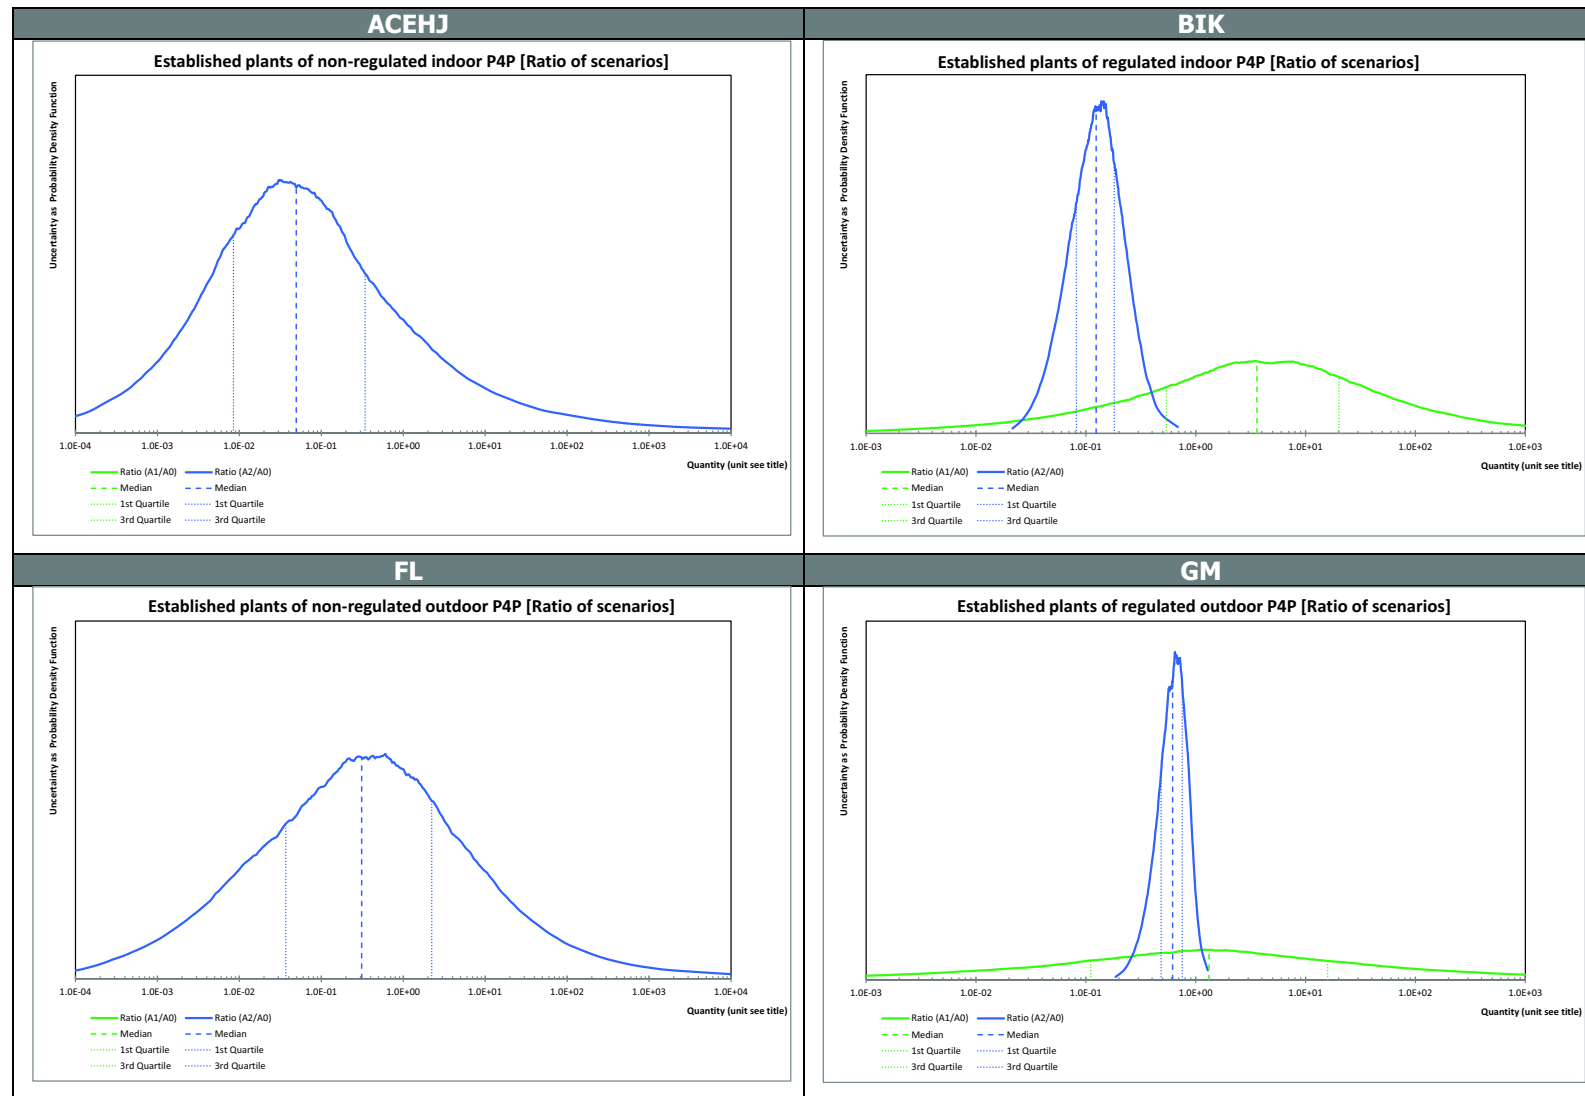 ACEHJ
Established plants of non-regulated indoor P4P [Ratio of scenarios]
Uncertainty as Probability Density Function
1.0E-04 1.0E-03 1.0E-02 1.0E-01 1.0E+00 1.0E+01 1.0E+02 1.0E+03 1.0E+04
Quantity (unit see title)
Ratio (A1/A0) Ratio (A2/A0)
Median Median
1st Quartile 1st Quartile
3rd Quartile 3rd Quartile
BIK
Established plants of regulated indoor P4P [Ratio of scenarios]
Uncertainty as Probability Density Function
1.0E-03 1.0E-02 1.0E-01 1.0E+00 1.0E+01 1.0E+02 1.0E+03
Quantity (unit see title)
Ratio (A1/A0) Ratio (A2/A0)
Median Median
1st Quartile 1st Quartile
3rd Quartile 3rd Quartile
FL
Established plants of non-regulated outdoor P4P [Ratio of scenarios]
Uncertainty as Probability Density Function
1.0E-04 1.0E-03 1.0E-02 1.0E-01 1.0E+00 1.0E+01 1.0E+02 1.0E+03 1.0E+04
Quantity (unit see title)
Ratio (A1/A0) Ratio (A2/A0)
Median Median
1st Quartile 1st Quartile
3rd Quartile 3rd Quartile
GM
Established plants of regulated outdoor P4P [Ratio of scenarios]
Uncertainty as Probability Density Function
1.0E-03 1.0E-02 1.0E-01 1.0E+00 1.0E+01 1.0E+02 1.0E+03
Quantity (unit see title)
Ratio (A1/A0) Ratio (A2/A0)
Median Median
1st Quartile 1st Quartile
3rd Quartile 3rd Quartile